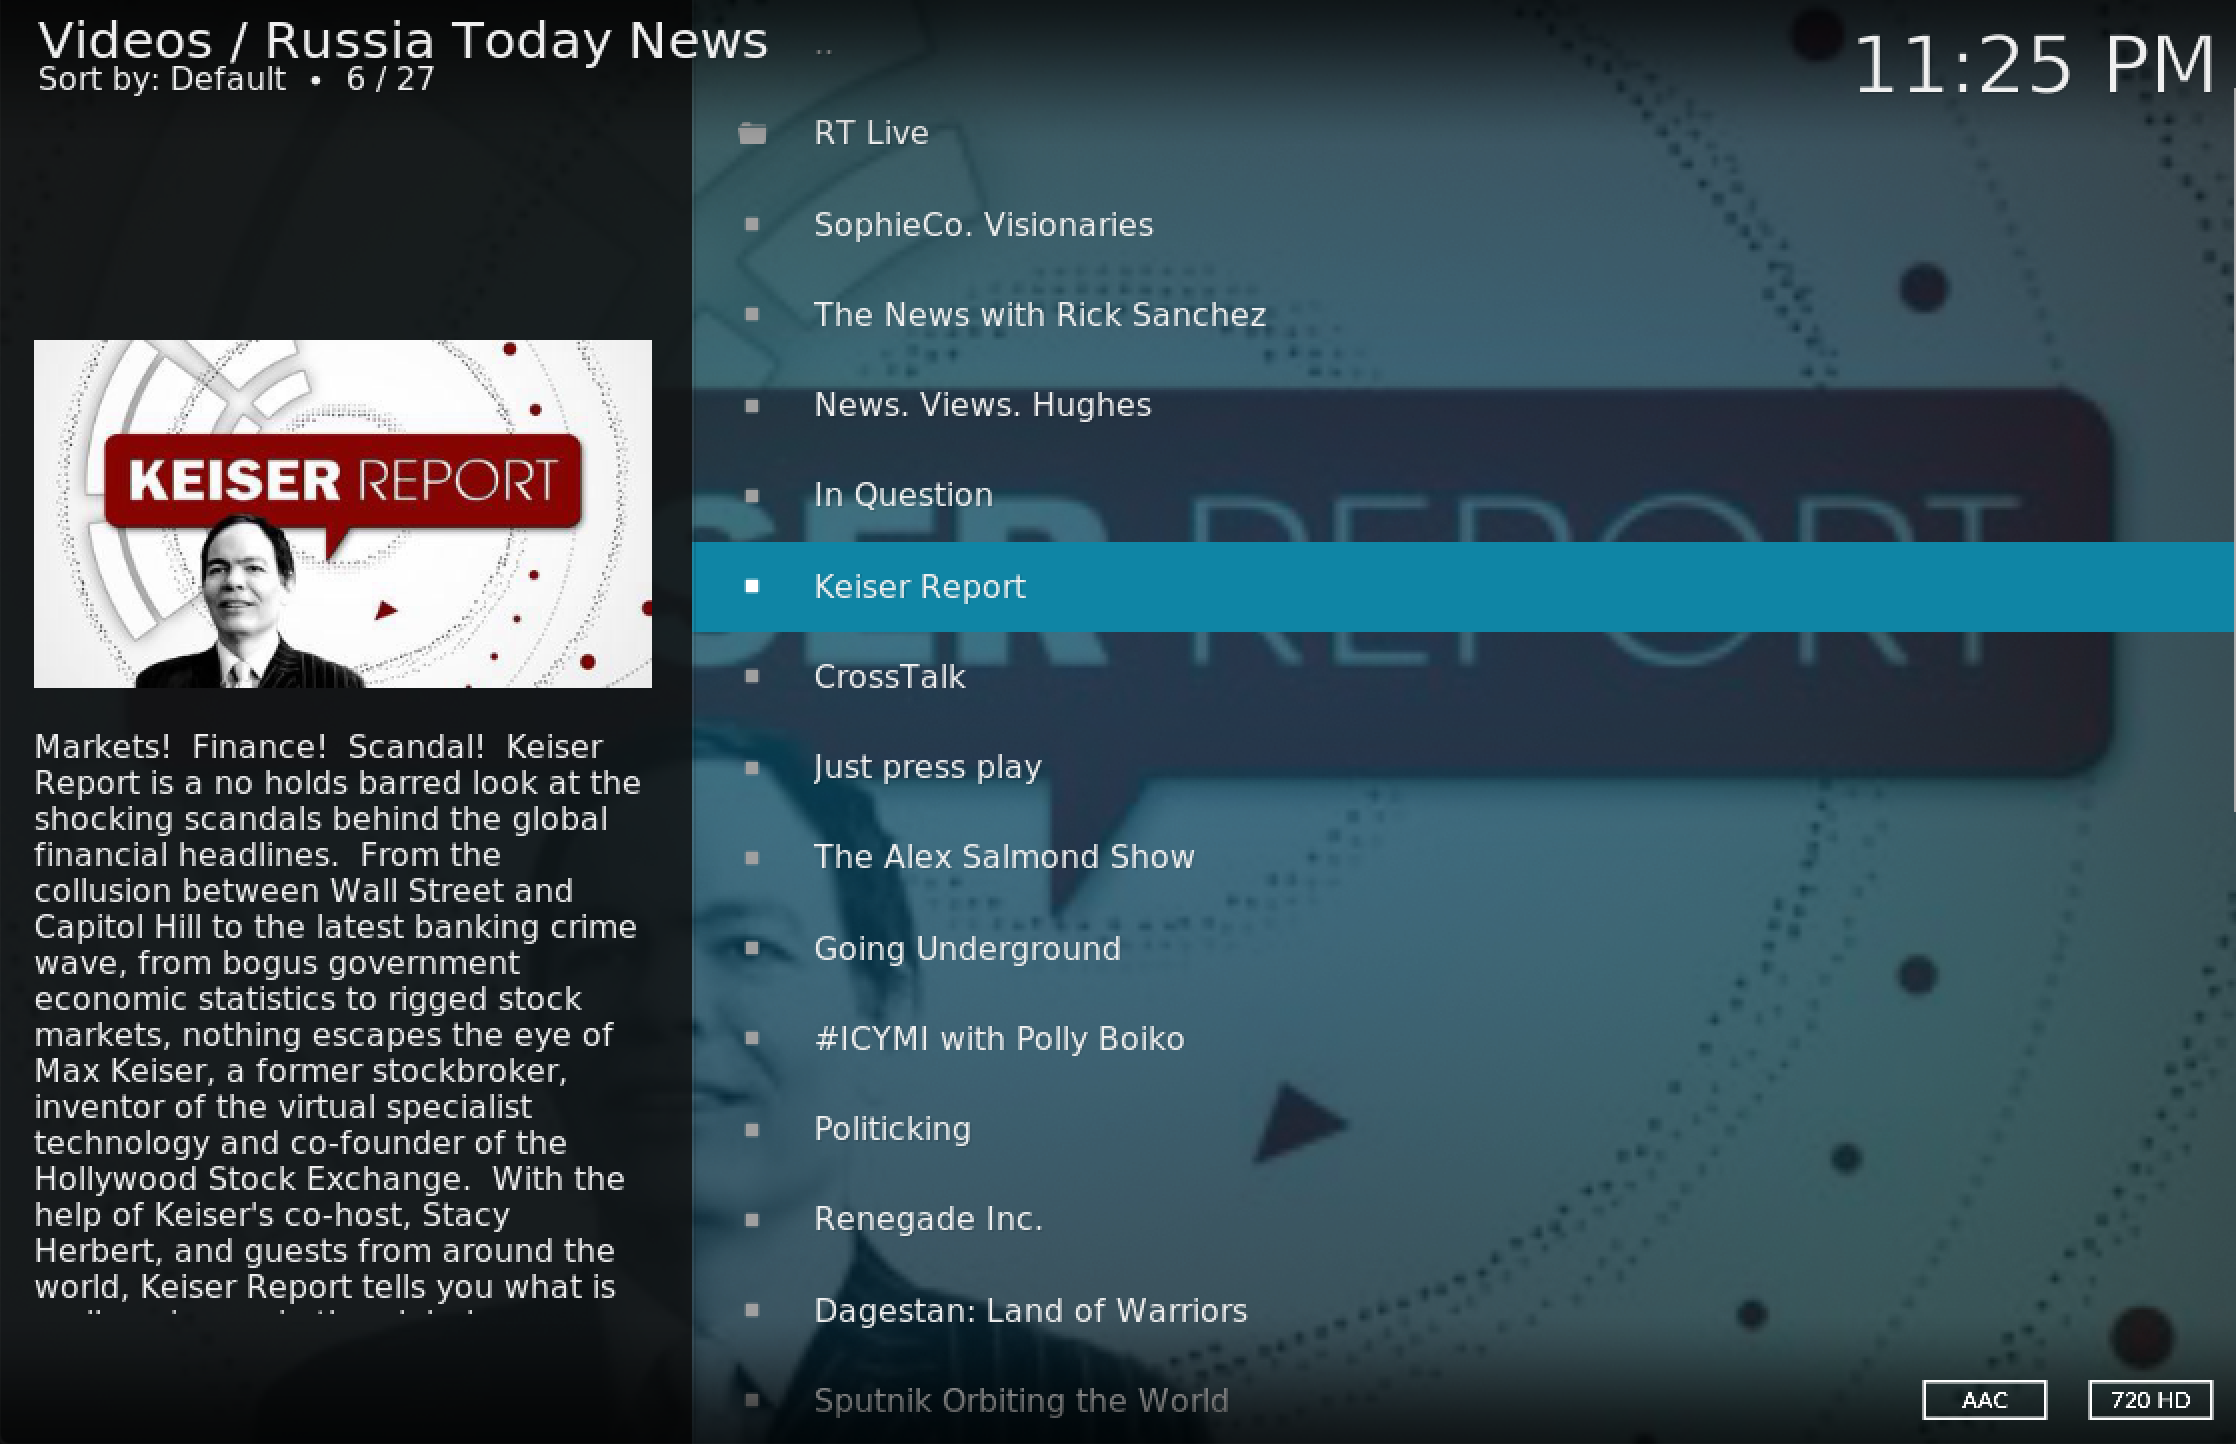 Videos / Russia Today News
Sort by: Default • 6 / 27
11:25 PM
..
RT Live
SophieCo. Visionaries
The News with Rick Sanchez
News. Views. Hughes
In Question
Keiser Report
CrossTalk
Just press play
The Alex Salmond Show
Going Underground
#ICYMI with Polly Boiko
Politicking
Renegade Inc.
Dagestan: Land of Warriors
Sputnik Orbiting the World
KEISER REPORT
Markets!  Finance!  Scandal!  Keiser
Report is a no holds barred look at the
shocking scandals behind the global
financial headlines.  From the
collusion between Wall Street and
Capitol Hill to the latest banking crime
wave, from bogus government
economic statistics to rigged stock
markets, nothing escapes the eye of
Max Keiser, a former stockbroker,
inventor of the virtual specialist
technology and co-founder of the
Hollywood Stock Exchange.  With the
help of Keiser's co-host, Stacy
Herbert, and guests from around the
world, Keiser Report tells you what is
SER REPORT
AAC
720 HD